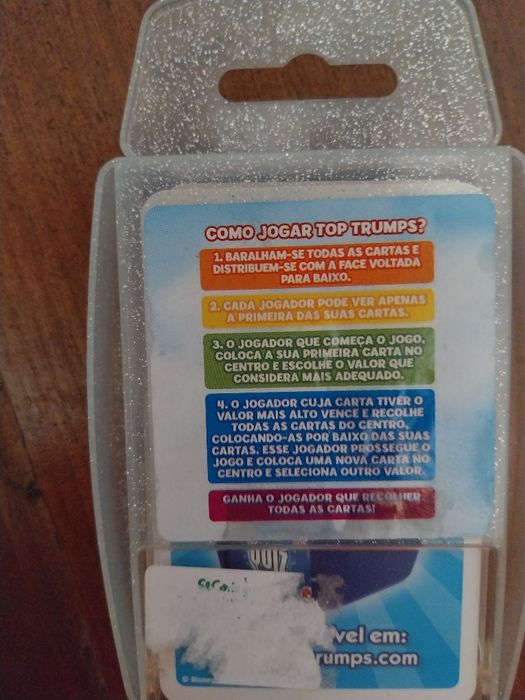 COMO JOGAR TOP TRUMPS?
1. BARALHAM-SE TODAS AS CARTAS E
DISTRIBUEM-SE COM A FACE VOLTADA
PARA BAIXO.
2. CADA JOGADOR PODE VER APENAS
A PRIMEIRA DAS SUAS CARTAS.
3. O JOGADOR QUE COMEÇA O JOGO,
COLOCA A SUA PRIMEIRA CARTA NO
CENTRO E ESCOLHE O VALOR QUE
CONSIDERA MAIS ADEQUADO.
4. O JOGADOR CUJA CARTA TIVER O
VALOR MAIS ALTO VENCE E RECOLHE
TODAS AS CARTAS DO CENTRO,
COLOCANDO-AS POR BAIXO DAS SUAS
CARTAS. ESSE JOGADOR PROSSEGUE O
JOGO E COLOCA UMA NOVA CARTA NO
CENTRO E SELECIONA OUTRO VALOR.
GANHA O JOGADOR QUE RECOLHER
TODAS AS CARTAS!
QUIZ
vel em:
rumps.com
© Disney